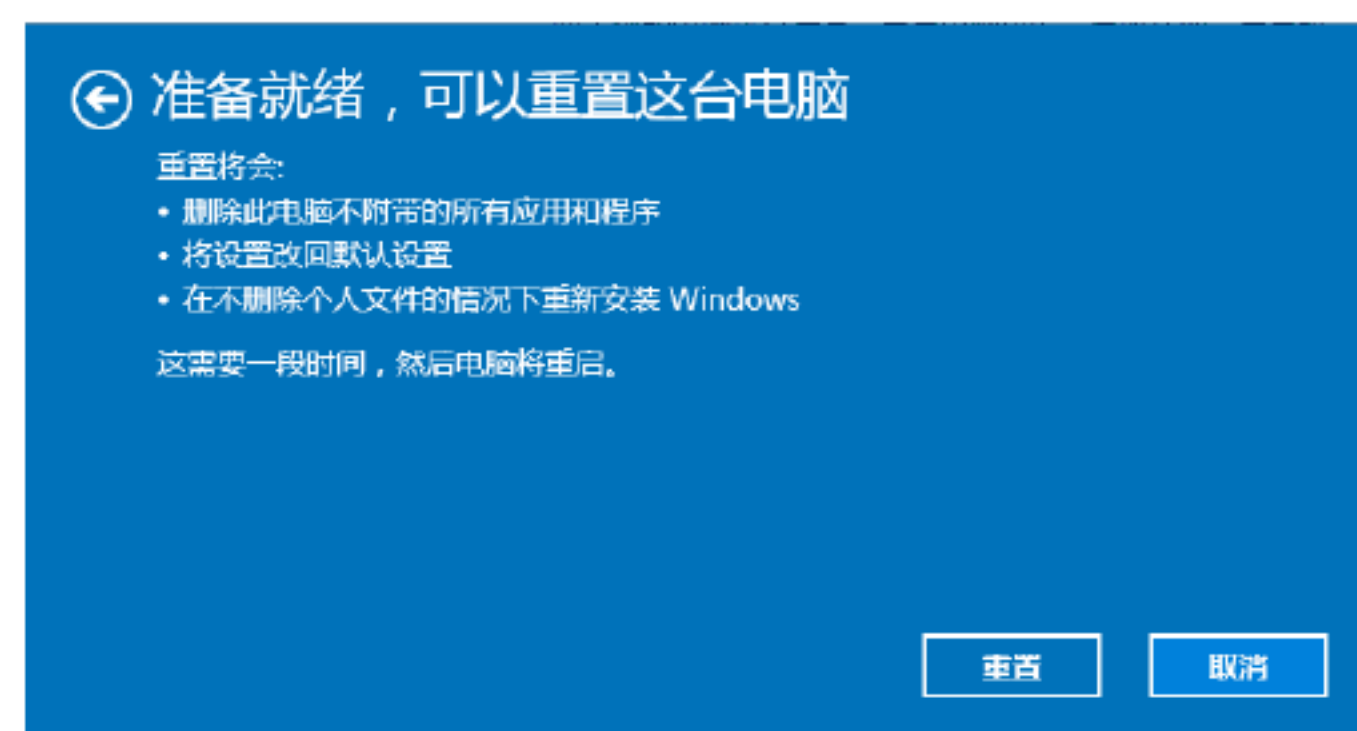 准备就绪，可以重置这台电脑
重置将会:
• 删除此电脑不附带的所有应用和程序
• 将设置改回默认设置
• 在不删除个人文件的情况下重新安装 Windows
这需要一段时间，然后电脑将重启。
重置
取消